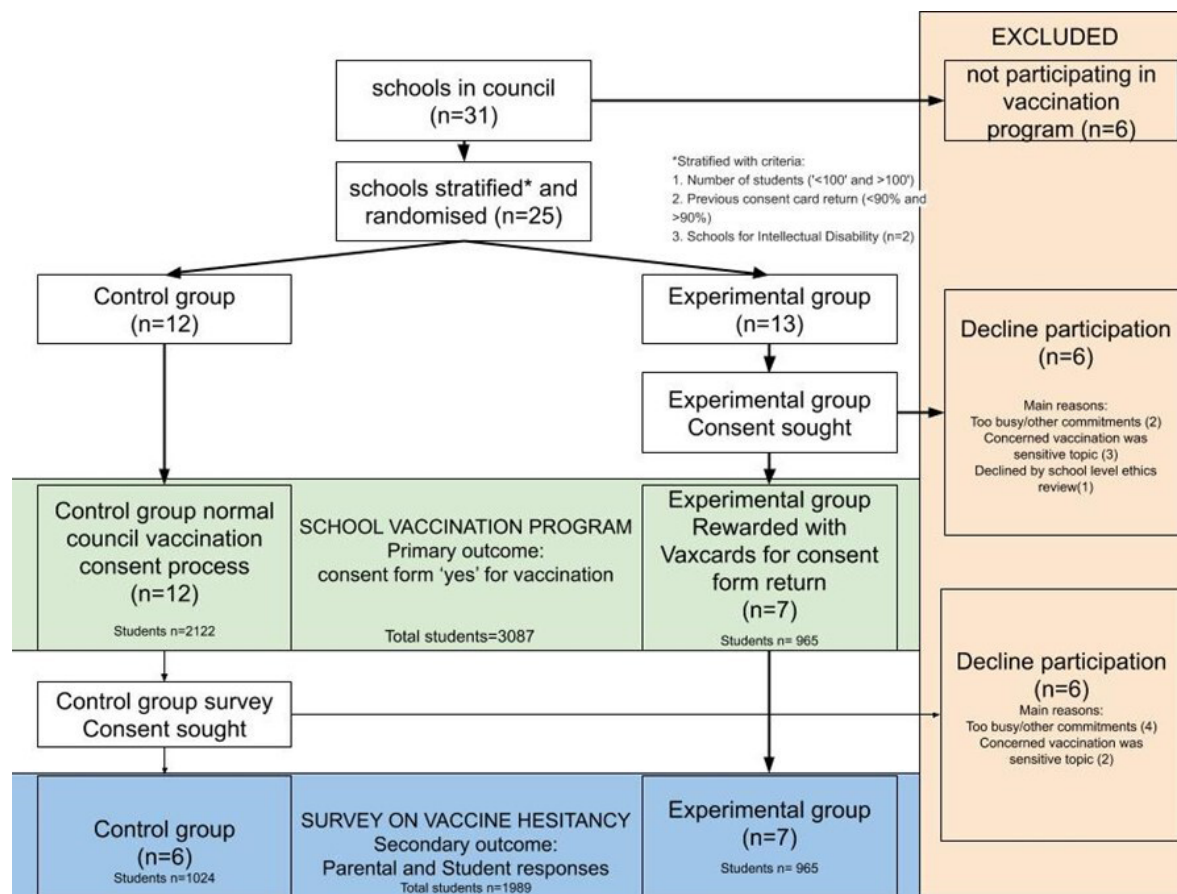 EXCLUDED
schools in council
(n=31)
not participating in
vaccination
program (n=6)
*Stratified with criteria:
1. Number of students ('<100' and >100')
2. Previous consent card return (<90% and
>90%)
3. Schools for Intellectual Disability (n=2)
schools stratified* and
randomised (n=25)
Control group
(n=12)
Experimental group
(n=13)
Experimental group
Consent sought
Decline participation
(n=6)
Main reasons:
Too busy/other commitments (2)
Concerned vaccination was
sensitive topic (3)
Declined by school level ethics
review(1)
Control group normal
council vaccination
consent process
(n=12)
Students n=2122
SCHOOL VACCINATION PROGRAM
Primary outcome:
consent form ‘yes’ for vaccination
Total students=3087
Experimental group
Rewarded with
Vaxcards for consent
form return
(n=7)
Students n= 965
Control group survey
Consent sought
Decline participation
(n=6)
Main reasons:
Too busy/other commitments (4)
Concerned vaccination was
sensitive topic (2)
Control group
(n=6)
Students n=1024
SURVEY ON VACCINE HESITANCY
Secondary outcome:
Parental and Student responses
Total students n=1989
Experimental group
(n=7)
Students n= 965